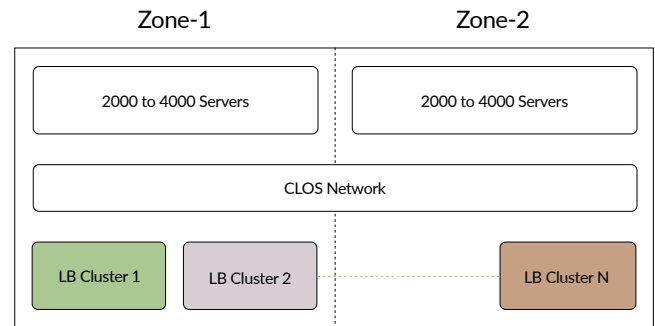 Zone-1
Zone-2
2000 to 4000 Servers
2000 to 4000 Servers
CLOS Network
LB Cluster 1
LB Cluster 2
LB Cluster N